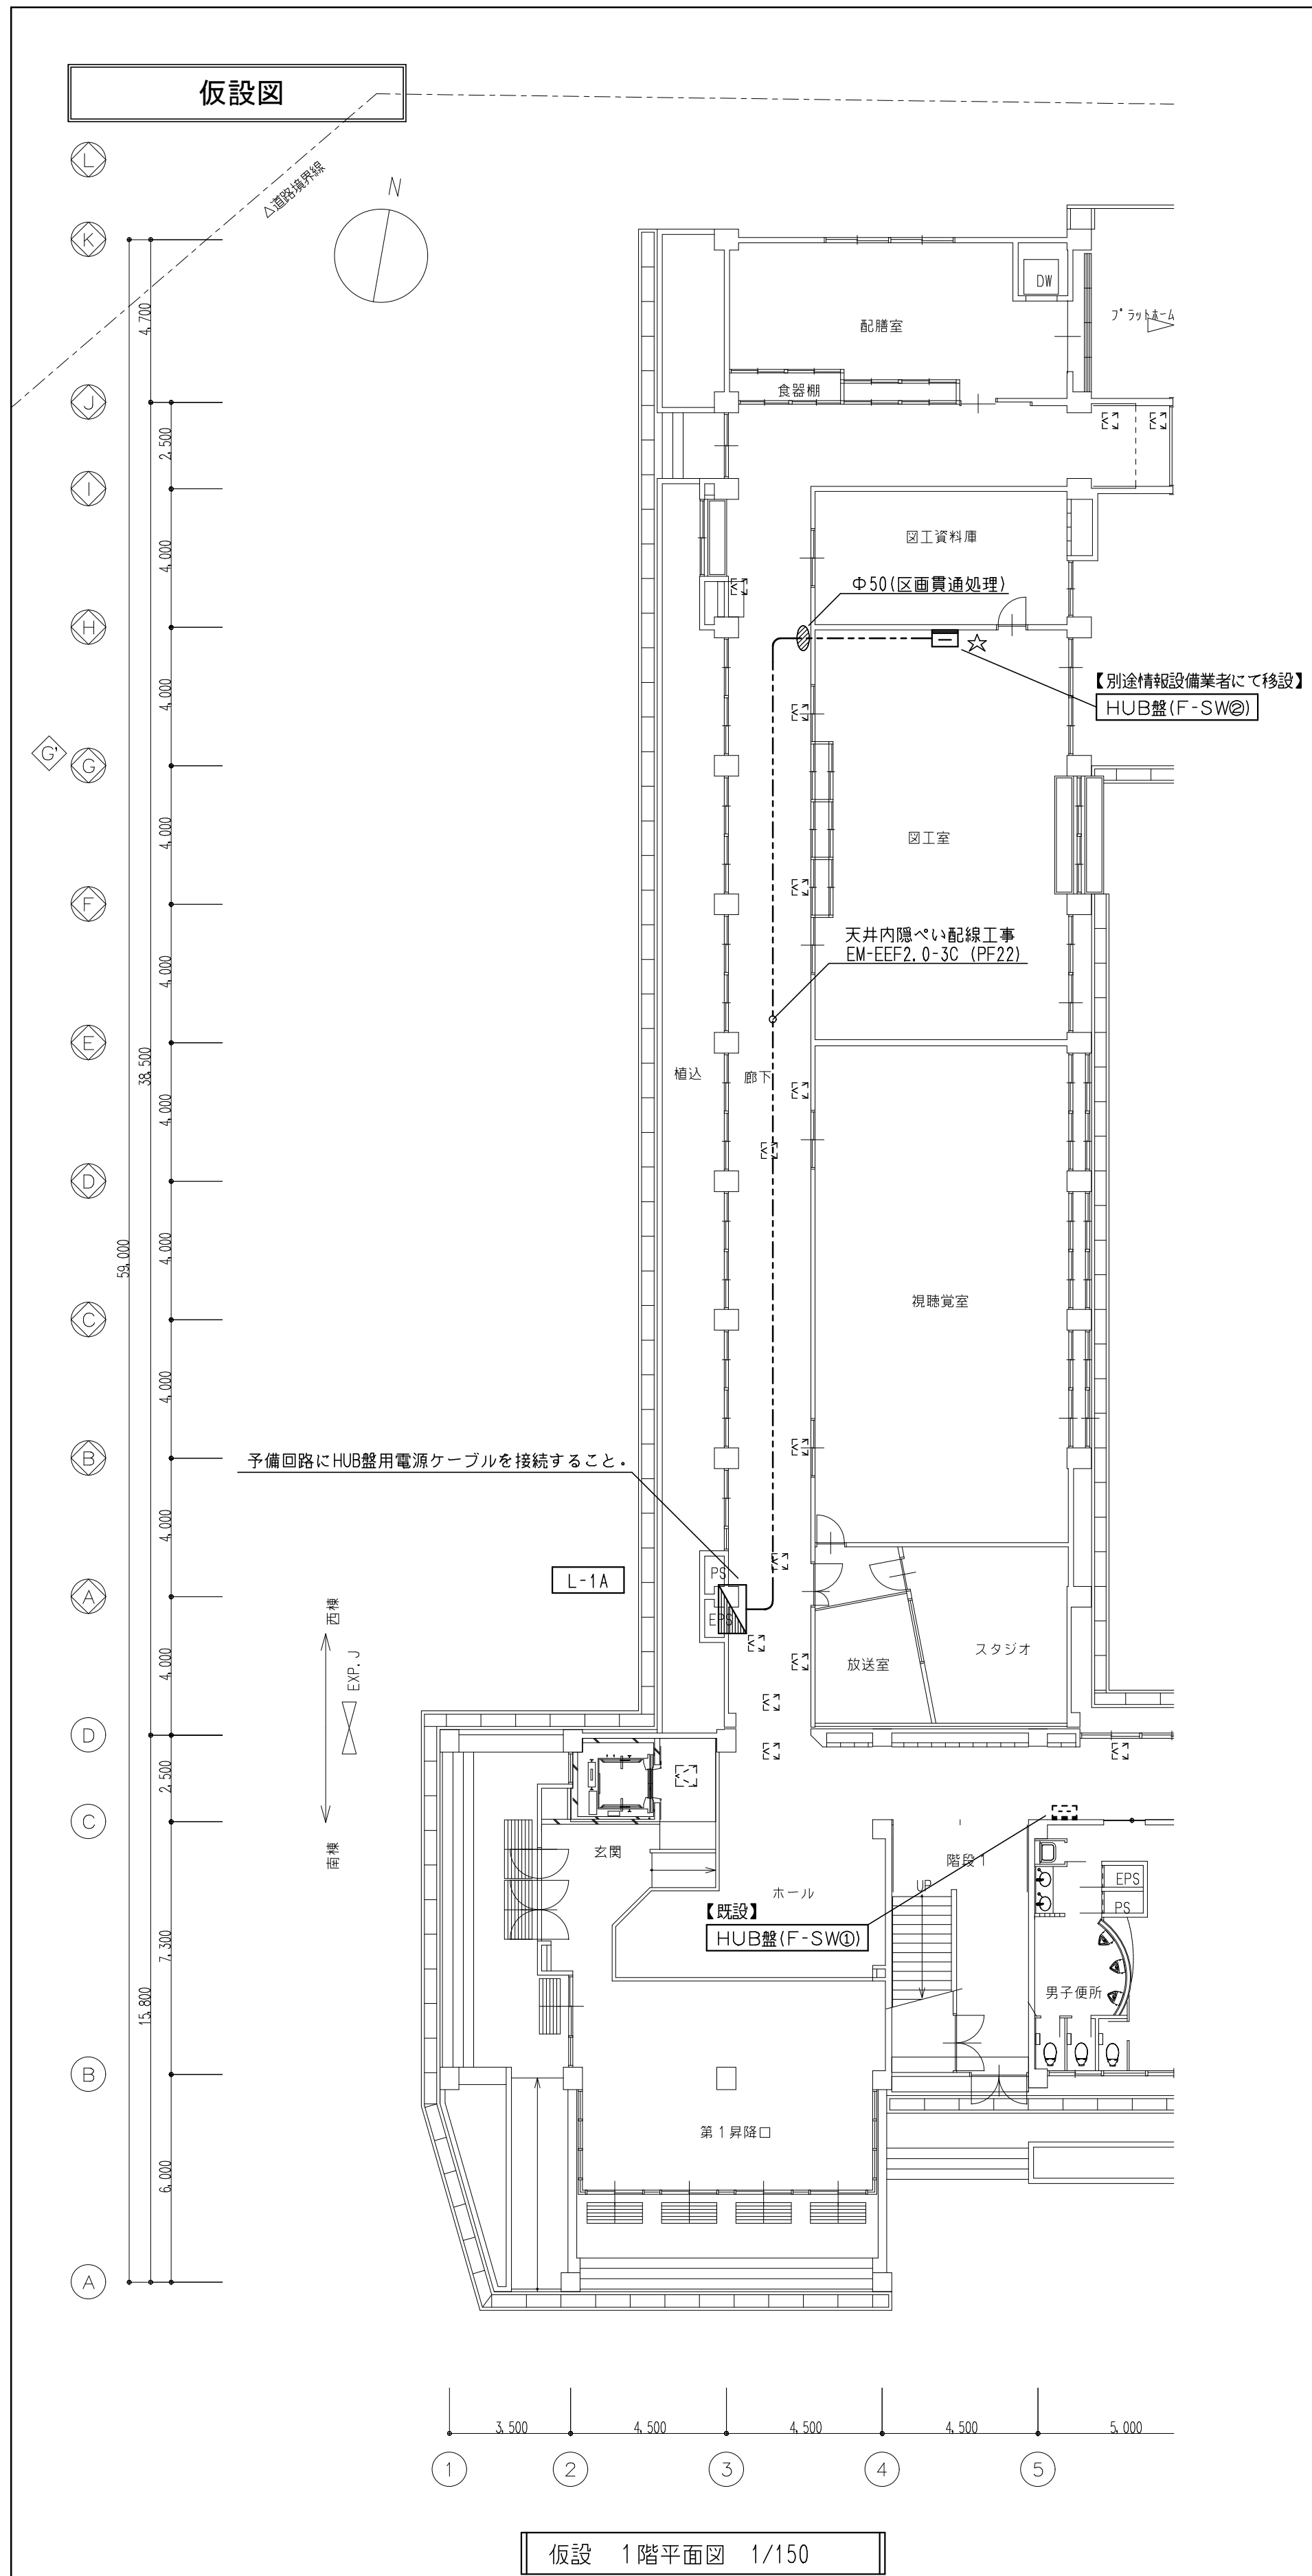 仮設図
△道路境界線
N
L
K
J
I
H
G'
G
F
E
D
C
B
A
D
C
B
A
4,700
2,500
4,000
4,000
4,000
4,000
4,000
4,000
4,000
4,000
4,000
38,500
59,000
2,500
7,300
15,800
6,000
DW
配膳室
プラットホーム
食器棚
図工資料庫
Φ50(区画貫通処理)
【別途情報設備業者にて移設】
HUB盤(F-SW②)
図工室
天井内隠ぺい配線工事
EM-EEF2.0-3C (PF22)
植込
廊下
視聴覚室
予備回路にHUB盤用電源ケーブルを接続すること。
L-1A
PS
EPS
西棟
EXP.J
南棟
放送室
スタジオ
玄関
ホール
階段1
UP
【既設】
HUB盤(F-SW①)
EPS
PS
男子便所
第1昇降口
3,500
4,500
4,500
4,500
5,000
1
2
3
4
5
仮設 1階平面図 1/150